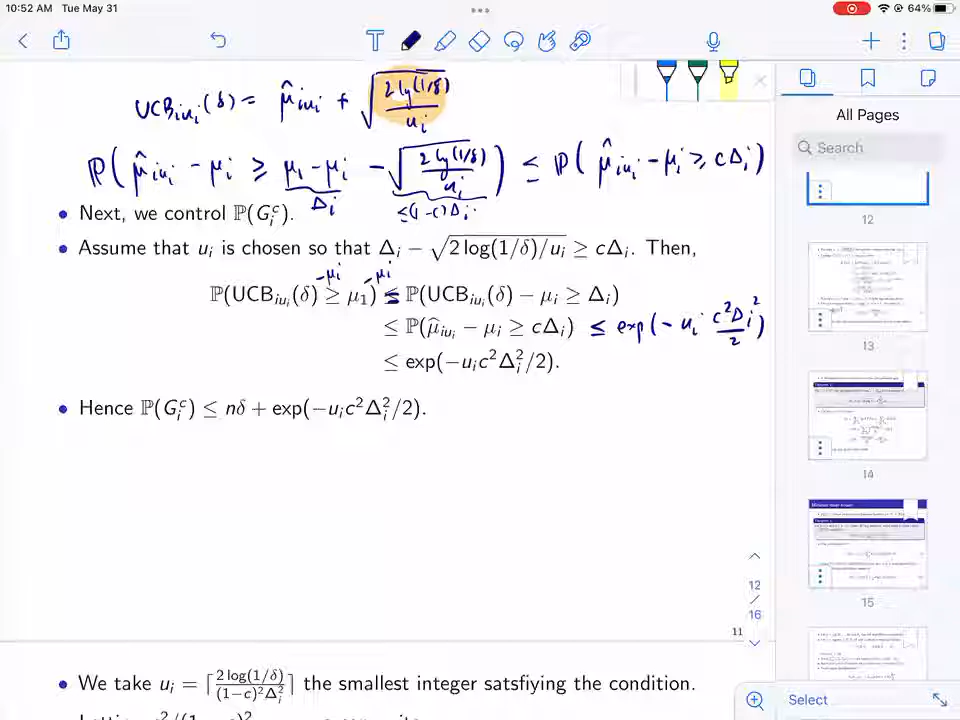 10:52 AM Tue May 31
64%
UCB_{iu_i}(δ) = μ̂_{iu_i} + √(2 log(1/δ) / u_i)
ℙ(μ̂_{iu_i} − μ_i ≥ μ_1 − μ_i − √(2 log(1/δ) / u_i)) ≤ ℙ(μ̂_{iu_i} − μ_i ≥ cΔ_i)
Δ_i ≤ (1−c)Δ_i
• Next, we control ℙ(G_i^c).
• Assume that u_i is chosen so that Δ_i − √(2 log(1/δ)/u_i) ≥ cΔ_i. Then,
−μ_i −μ_i
ℙ(UCB_{iu_i}(δ) ≥ μ_1) ≤ ℙ(UCB_{iu_i}(δ) − μ_i ≥ Δ_i)
≤ ℙ(μ̂_{iu_i} − μ_i ≥ cΔ_i) ≤ exp(−u_i c²Δ_i² / 2)
≤ exp(−u_i c²Δ_i²/2).
• Hence ℙ(G_i^c) ≤ nδ + exp(−u_i c²Δ_i²/2).
11
• We take u_i = ⌈2 log(1/δ) / (1−c)²Δ_i²⌉ the smallest integer satsfiying the condition.
All Pages
Search
12
13
14
15
12
/
16
Select